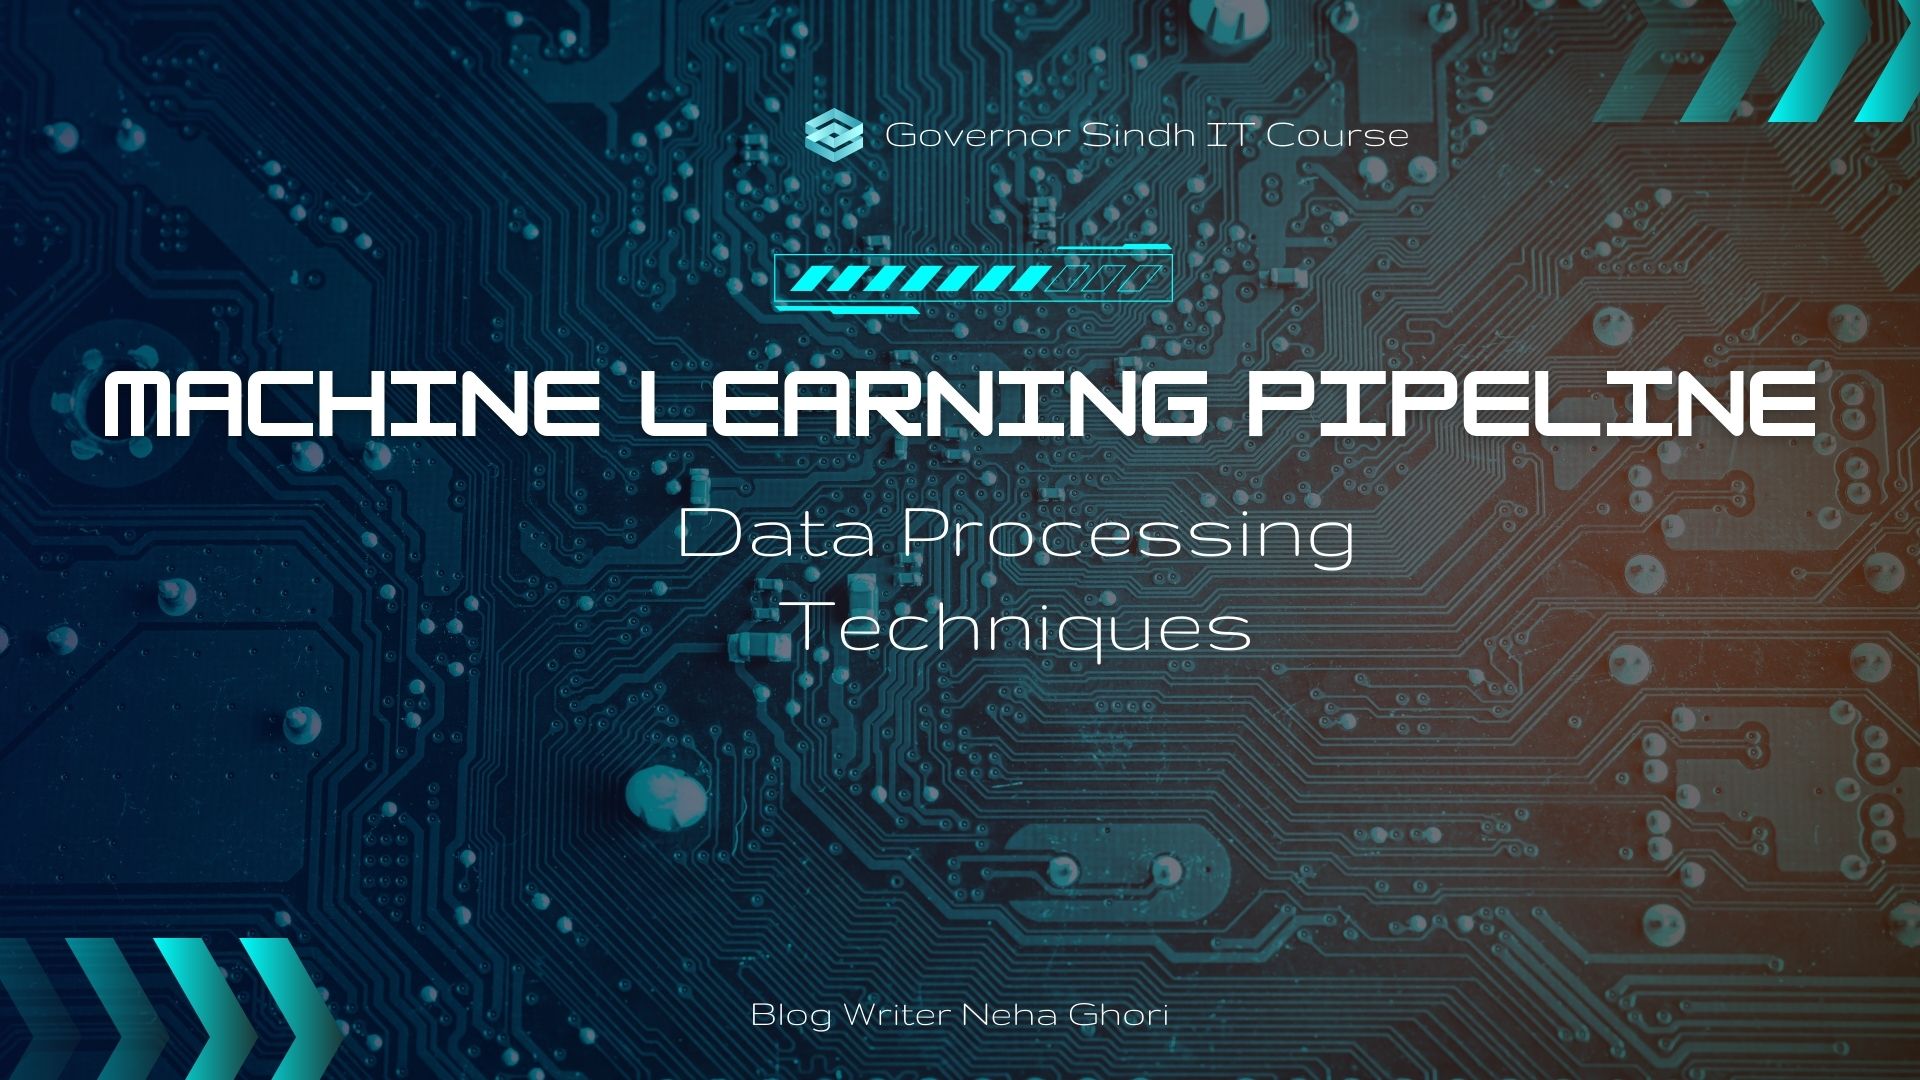 Governor Sindh IT Course
MACHINE LEARNING PIPELINE
Data Processing
Techniques
Blog Writer Neha Ghori